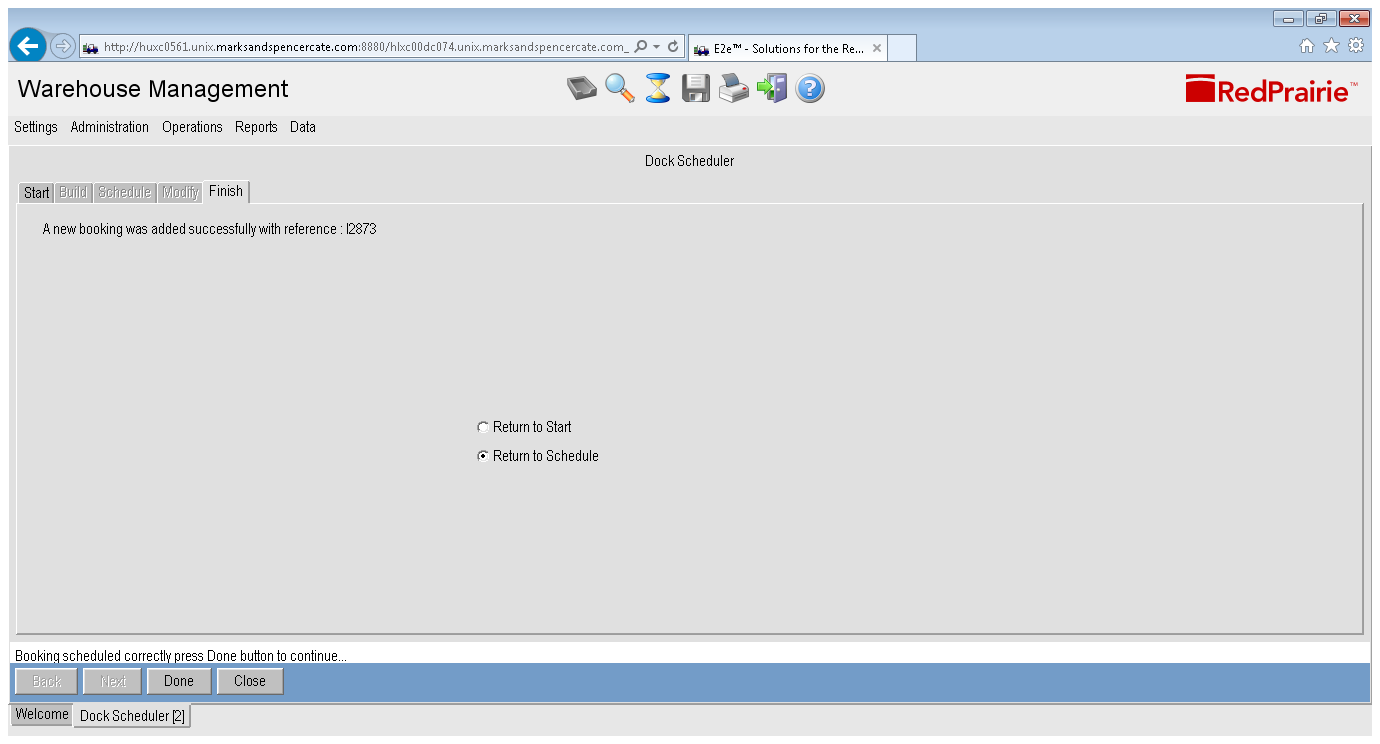 http://huxc0561.unix.marksandspencercate.com:8880/hlxc00dc074.unix.marksandspencercate.com_
E2e™ - Solutions for the Re...
Warehouse Management
RedPrairie™
Settings Administration Operations Reports Data
Dock Scheduler
Start Build Schedule Modify Finish
A new booking was added successfully with reference : I2873
Return to Start
Return to Schedule
Booking scheduled correctly press Done button to continue...
Back Next Done Close
Welcome Dock Scheduler [2]